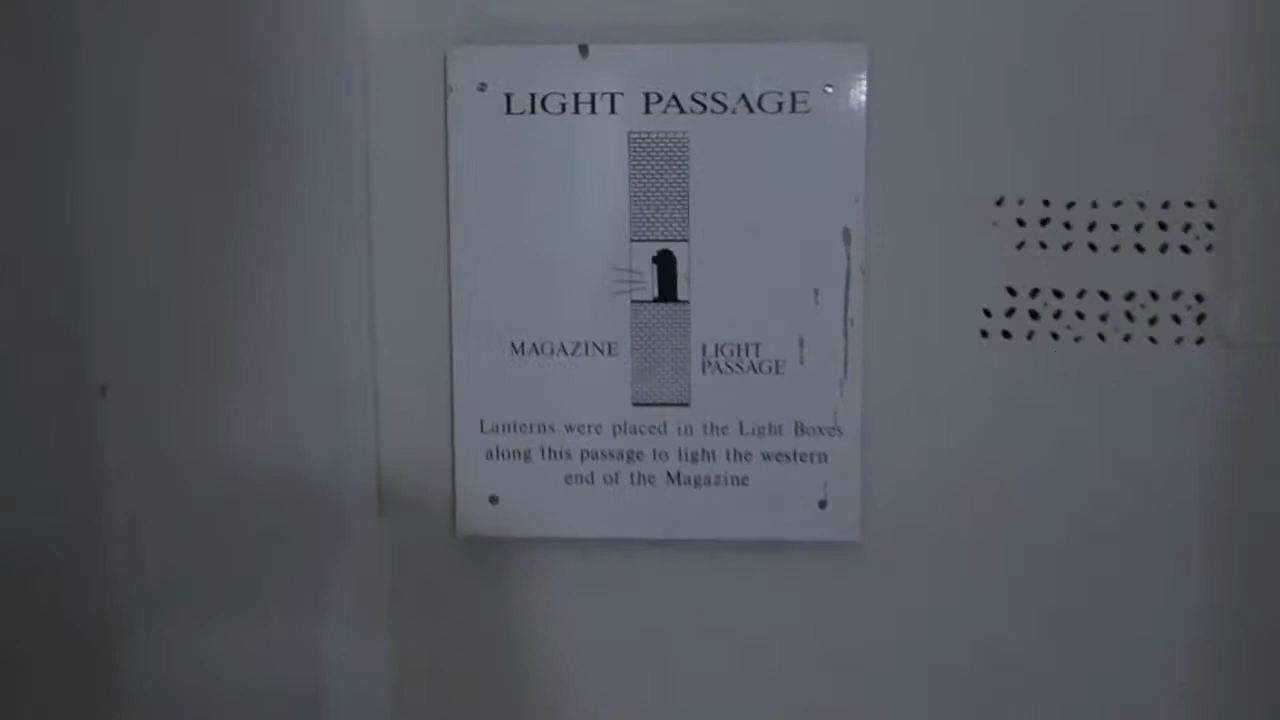 LIGHT PASSAGE
MAGAZINE
LIGHT
PASSAGE
Lanterns were placed in the Light Boxes
along this passage to light the western
end of the Magazine